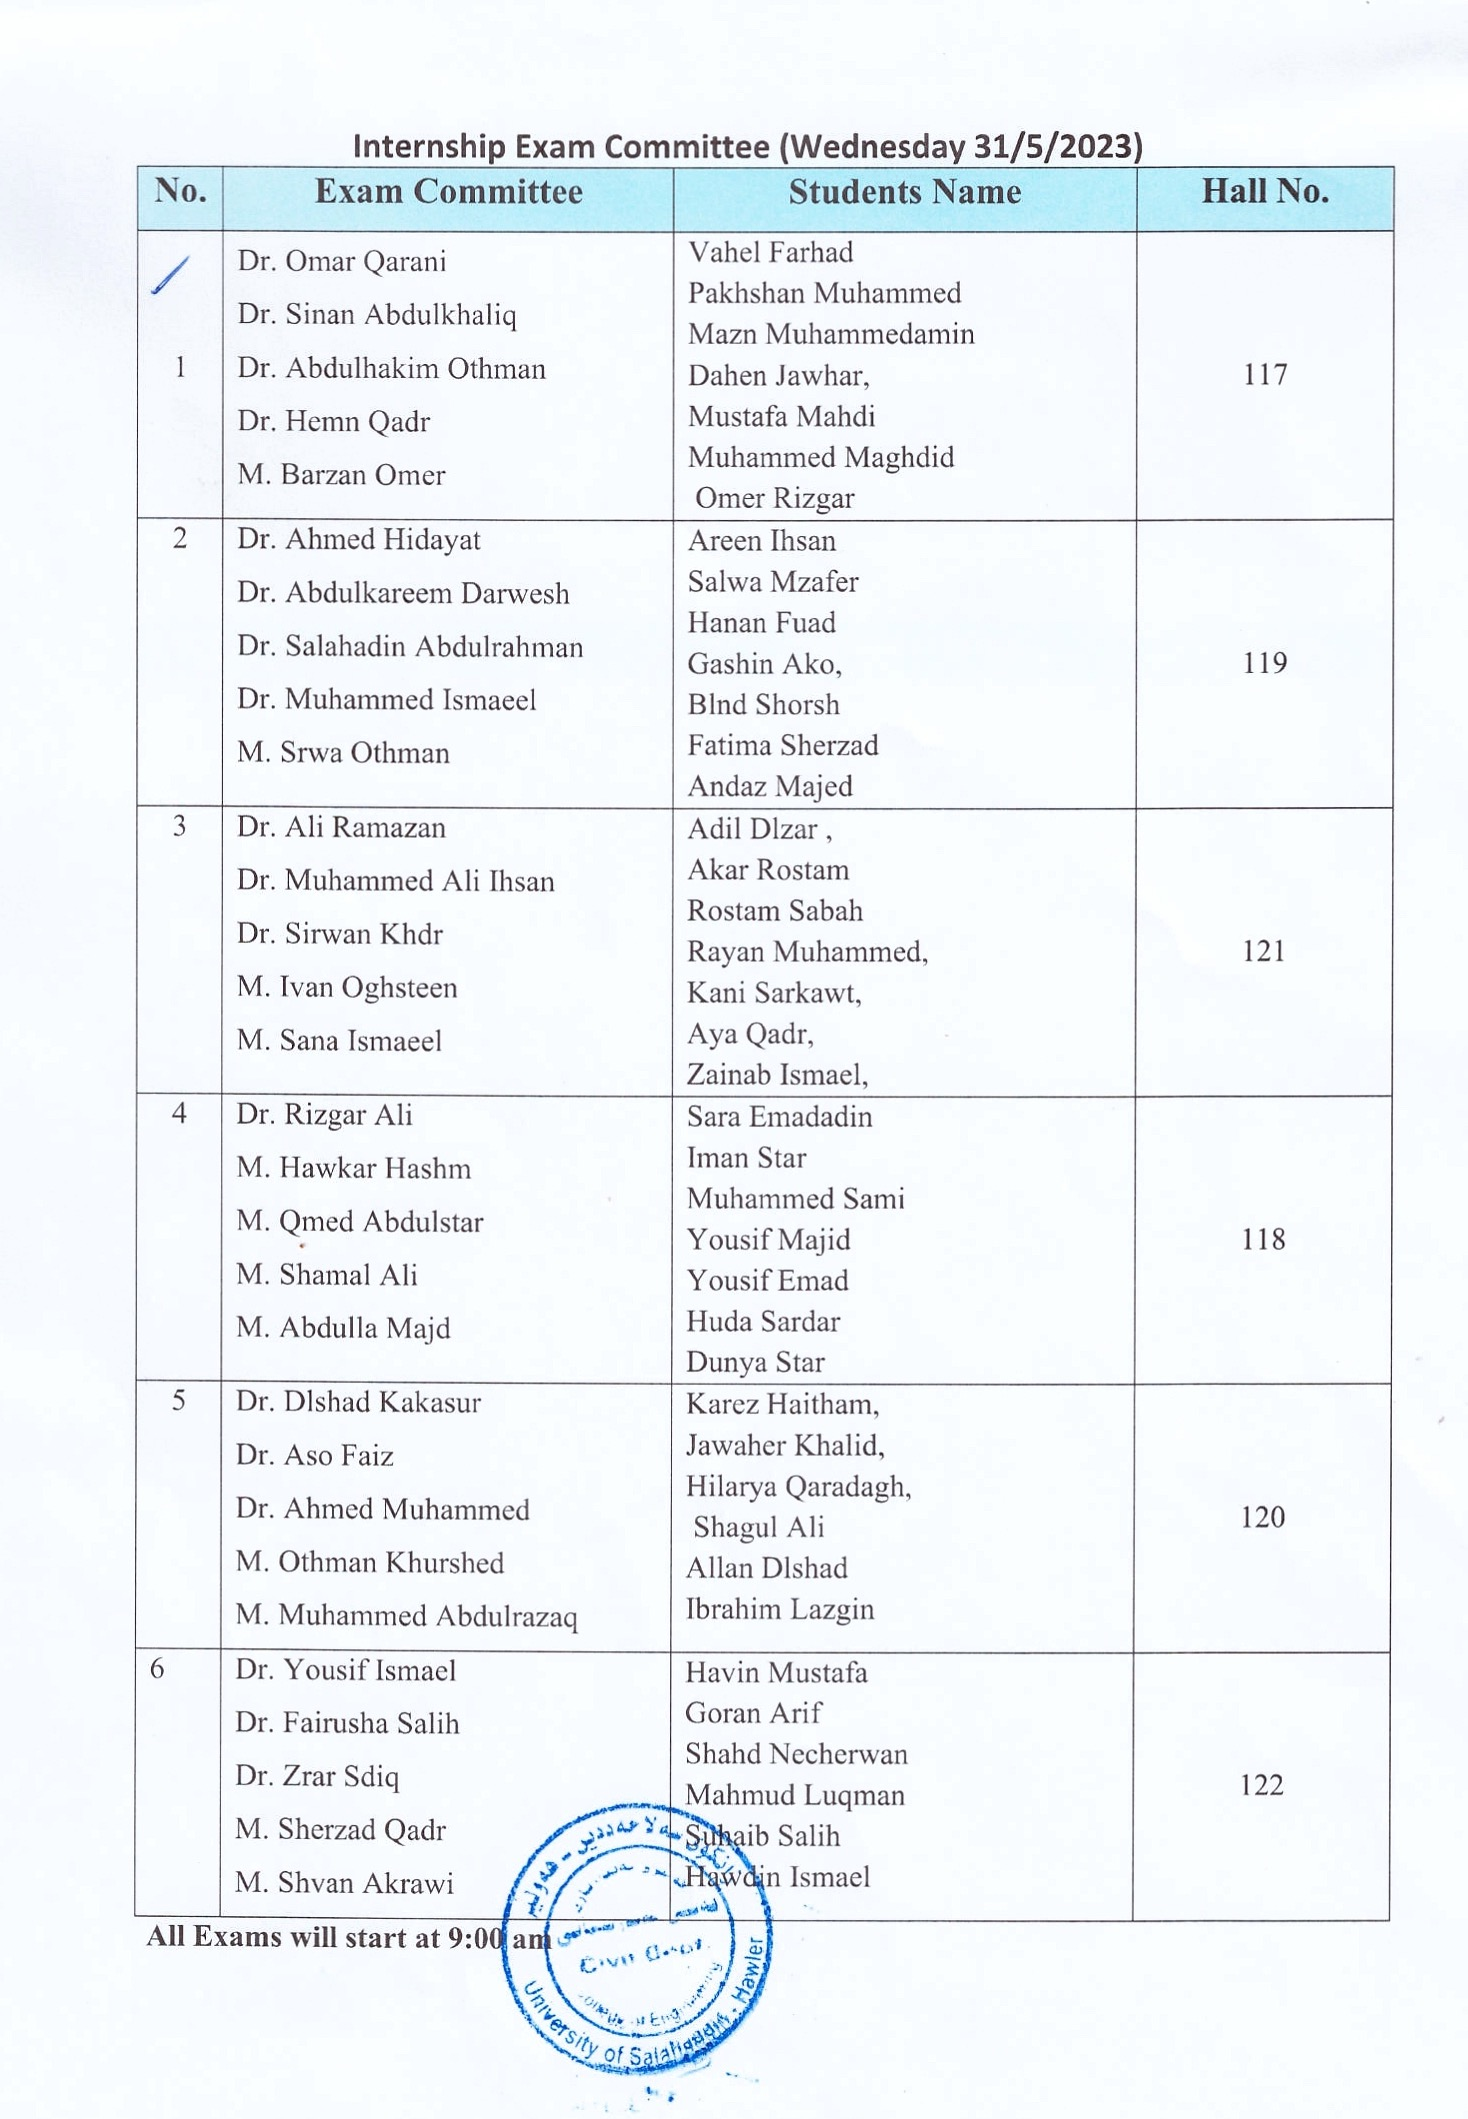 Internship Exam Committee (Wednesday 31/5/2023)
No. Exam Committee Students Name Hall No.
1
Dr. Omar Qarani
Dr. Sinan Abdulkhaliq
Dr. Abdulhakim Othman
Dr. Hemn Qadr
M. Barzan Omer
Vahel Farhad
Pakhshan Muhammed
Mazn Muhammedamin
Dahen Jawhar,
Mustafa Mahdi
Muhammed Maghdid
Omer Rizgar
117
2
Dr. Ahmed Hidayat
Dr. Abdulkareem Darwesh
Dr. Salahadin Abdulrahman
Dr. Muhammed Ismaeel
M. Srwa Othman
Areen Ihsan
Salwa Mzafer
Hanan Fuad
Gashin Ako,
Blnd Shorsh
Fatima Sherzad
Andaz Majed
119
3
Dr. Ali Ramazan
Dr. Muhammed Ali Ihsan
Dr. Sirwan Khdr
M. Ivan Oghsteen
M. Sana Ismaeel
Adil Dlzar ,
Akar Rostam
Rostam Sabah
Rayan Muhammed,
Kani Sarkawt,
Aya Qadr,
Zainab Ismael,
121
4
Dr. Rizgar Ali
M. Hawkar Hashm
M. Qmed Abdulstar
M. Shamal Ali
M. Abdulla Majd
Sara Emadadin
Iman Star
Muhammed Sami
Yousif Majid
Yousif Emad
Huda Sardar
Dunya Star
118
5
Dr. Dlshad Kakasur
Dr. Aso Faiz
Dr. Ahmed Muhammed
M. Othman Khurshed
M. Muhammed Abdulrazaq
Karez Haitham,
Jawaher Khalid,
Hilarya Qaradagh,
Shagul Ali
Allan Dlshad
Ibrahim Lazgin
120
6
Dr. Yousif Ismael
Dr. Fairusha Salih
Dr. Zrar Sdiq
M. Sherzad Qadr
M. Shvan Akrawi
Havin Mustafa
Goran Arif
Shahd Necherwan
Mahmud Luqman
Suhaib Salih
Hawdin Ismael
122
All Exams will start at 9:00 am
University of Salahaddin - Hawler